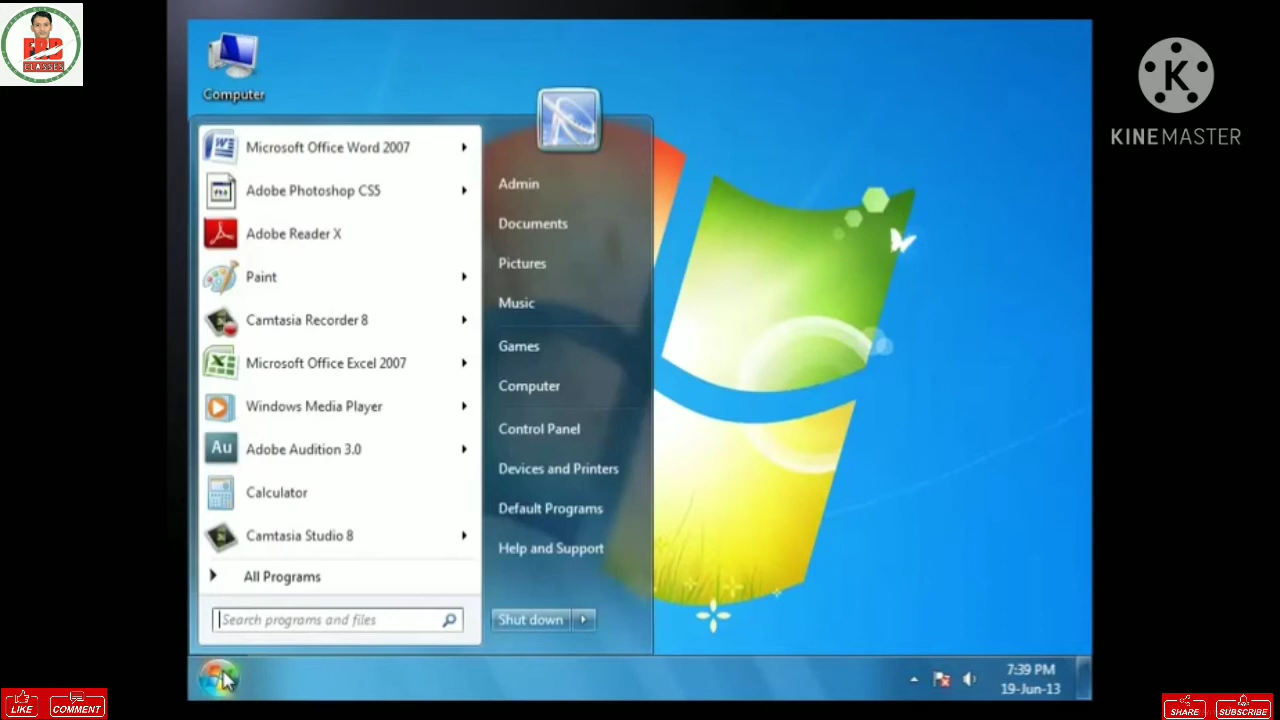 FRB
CLASSES
Computer
K
KINEMASTER
Microsoft Office Word 2007
Adobe Photoshop CS5
Adobe Reader X
Paint
Camtasia Recorder 8
Microsoft Office Excel 2007
Windows Media Player
Au
Adobe Audition 3.0
Calculator
Camtasia Studio 8
All Programs
Search programs and files
Admin
Documents
Pictures
Music
Games
Computer
Control Panel
Devices and Printers
Default Programs
Help and Support
Shut down
7:39 PM
19-Jun-13
LIKE
COMMENT
SHARE
SUBSCRIBE